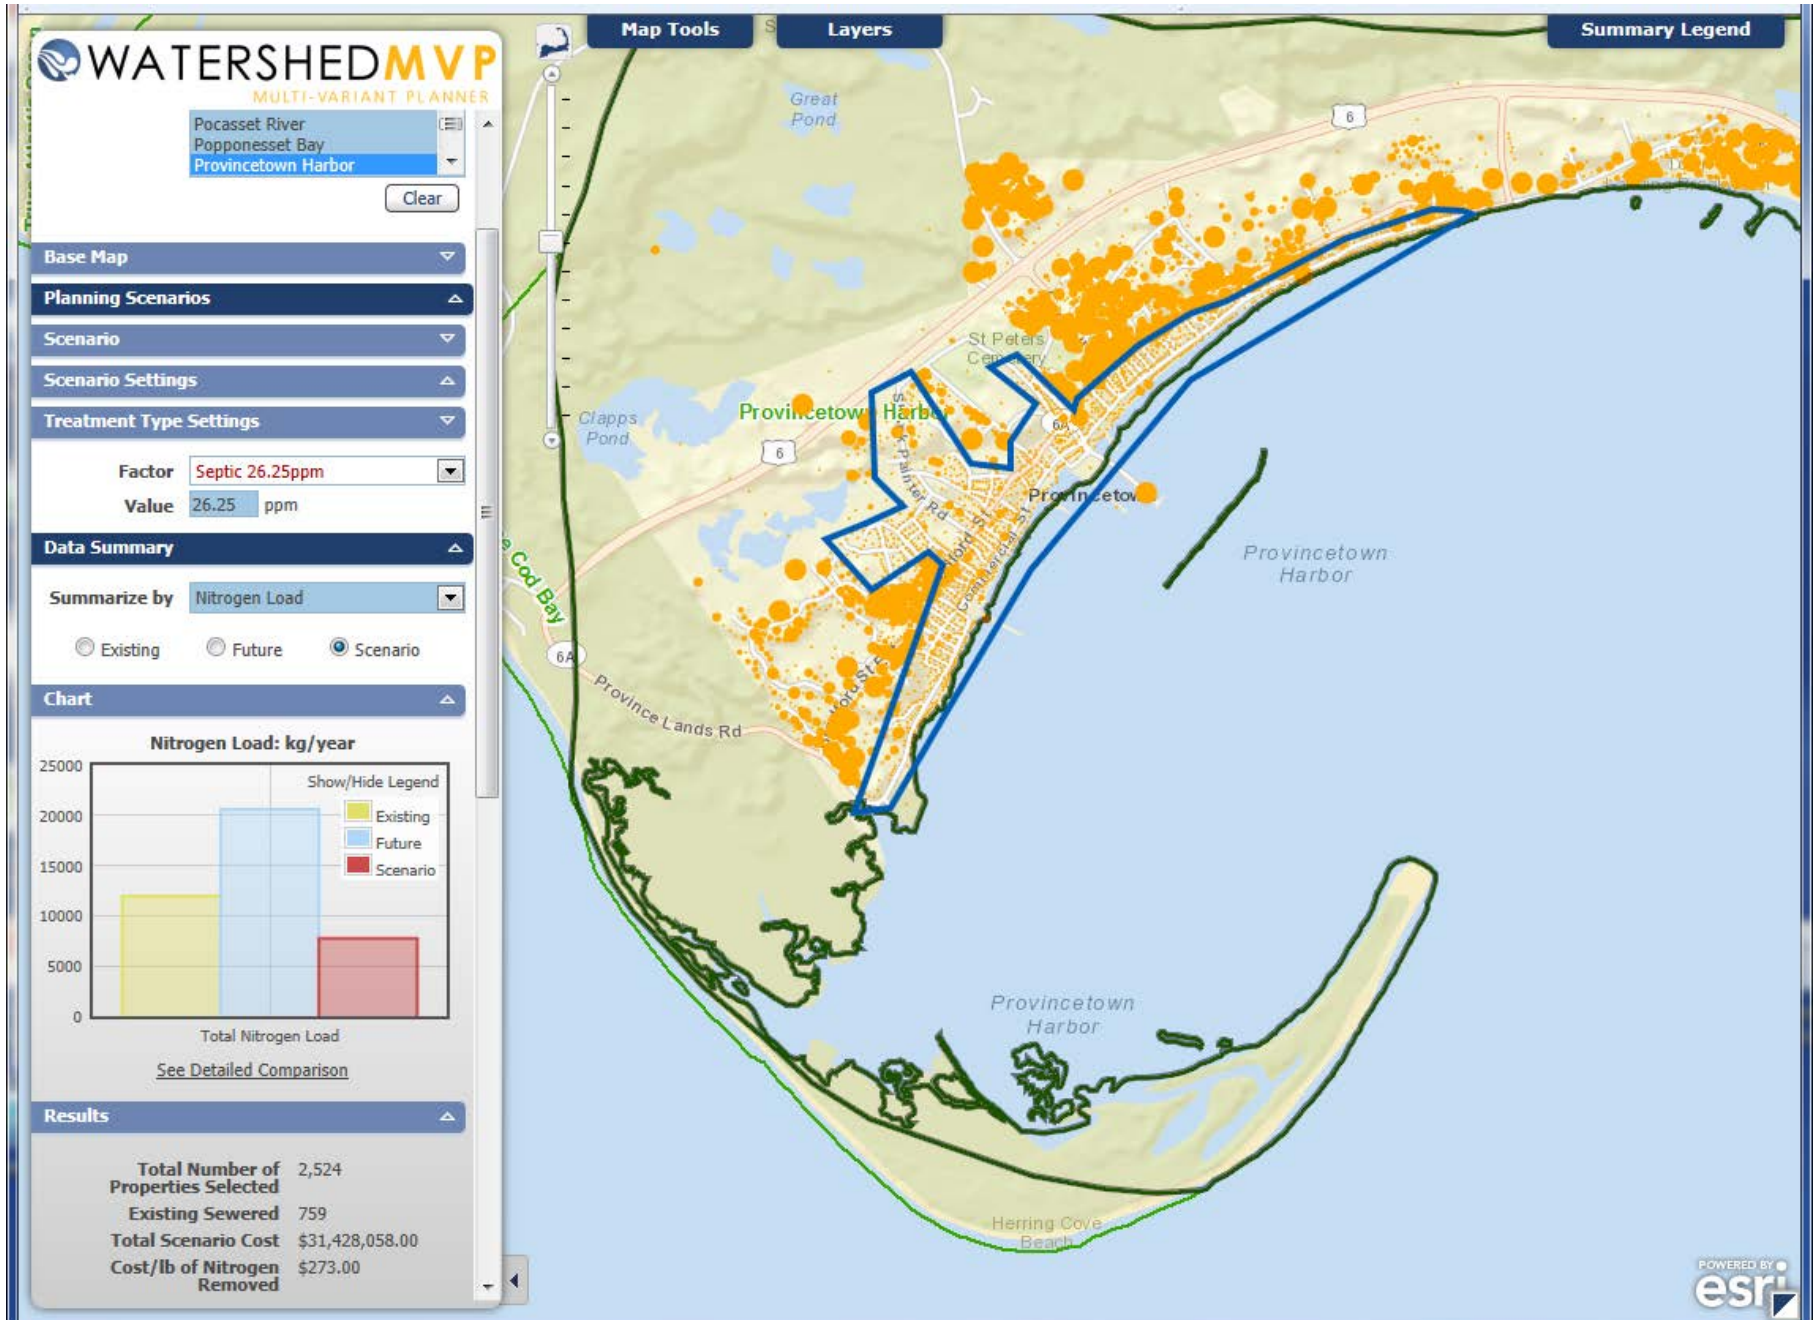 WATERSHEDMVP
MULTI-VARIANT PLANNER
Pocasset River
Popponesset Bay
Provincetown Harbor
Clear
Base Map
Planning Scenarios
Scenario
Scenario Settings
Treatment Type Settings
Factor Septic 26.25ppm
Value 26.25 ppm
Data Summary
Summarize by Nitrogen Load
Existing Future Scenario
Chart
Nitrogen Load: kg/year
Show/Hide Legend
Existing
Future
Scenario
25000
20000
15000
10000
5000
0
Total Nitrogen Load
See Detailed Comparison
Results
Total Number of 2,524
Properties Selected
Existing Sewered 759
Total Scenario Cost $31,428,058.00
Cost/lb of Nitrogen $273.00
Removed
Map Tools
Layers
Summary Legend
Great
Pond
6
St Peters
Cemetery
Clapps
Pond
Provincetown Harbor
6A
6
Provincetown
Commercial St
Provincetown
Harbor
6A
Province Lands Rd
Provincetown
Harbor
Herring Cove
Beach
POWERED BY
esri